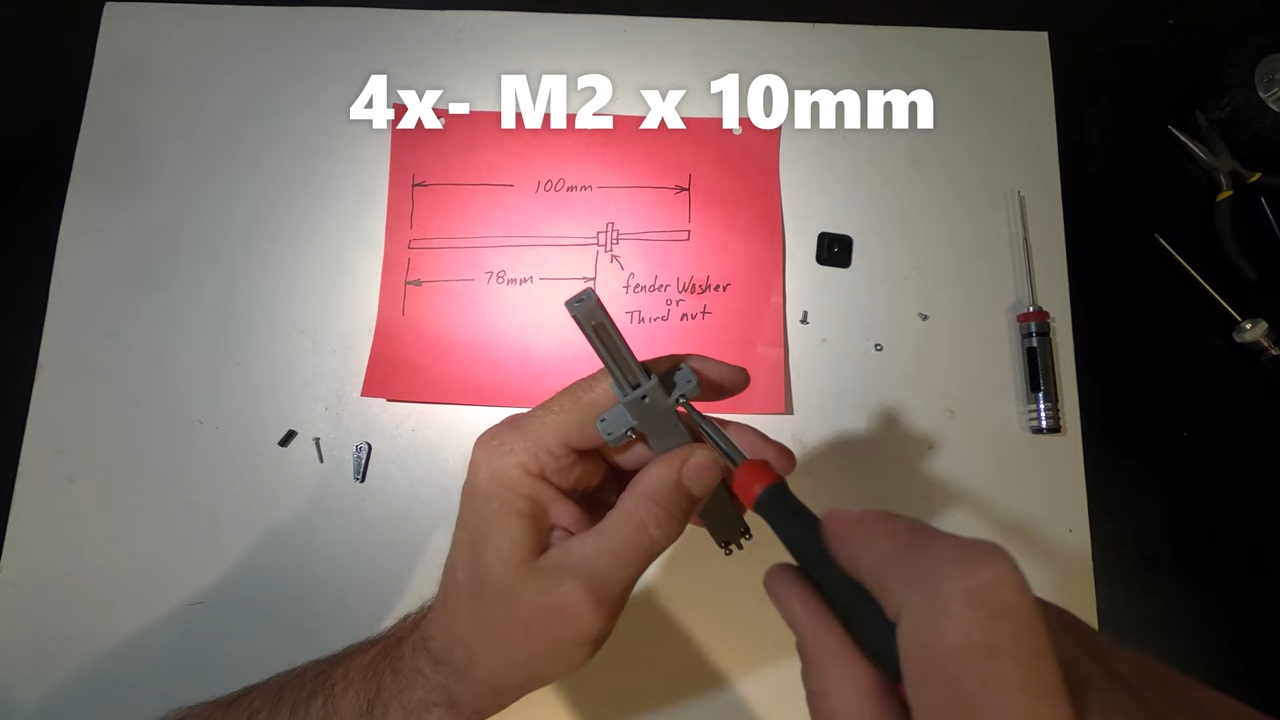 4x- M2 x 10mm
100mm
78mm
fender Washer
or
Third nut